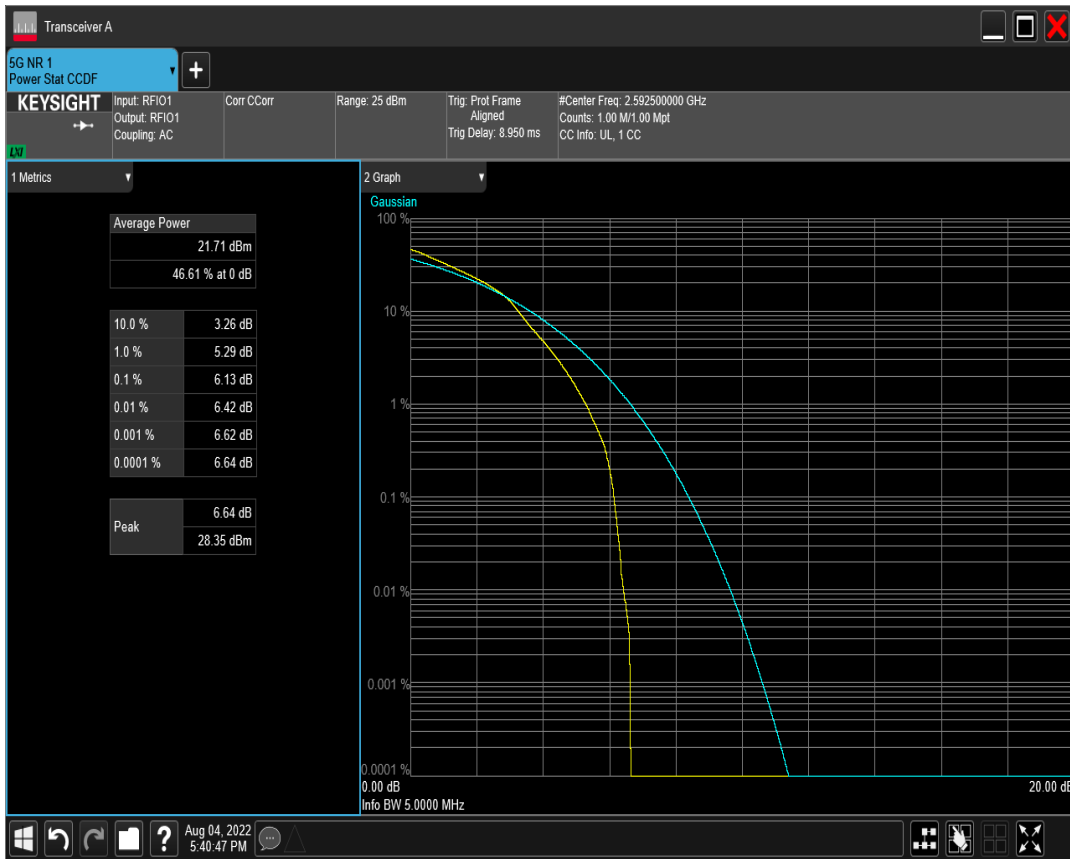 Transceiver A
5G NR 1
Power Stat CCDF
KEYSIGHT
LXI
Input: RFIO1
Output: RFIO1
Coupling: AC
Corr CCorr
Range: 25 dBm
Trig: Prot Frame
Aligned
Trig Delay: 8.950 ms
#Center Freq: 2.592500000 GHz
Counts: 1.00 M/1.00 Mpt
CC Info: UL, 1 CC
1 Metrics
Average Power
21.71 dBm
46.61 % at 0 dB
10.0 % 3.26 dB
1.0 % 5.29 dB
0.1 % 6.13 dB
0.01 % 6.42 dB
0.001 % 6.62 dB
0.0001 % 6.64 dB
Peak
6.64 dB
28.35 dBm
2 Graph
Gaussian
100 %
10 %
1 %
0.1 %
0.01 %
0.001 %
0.0001 %
0.00 dB 20.00 dB
Info BW 5.0000 MHz
Aug 04, 2022
5:40:47 PM